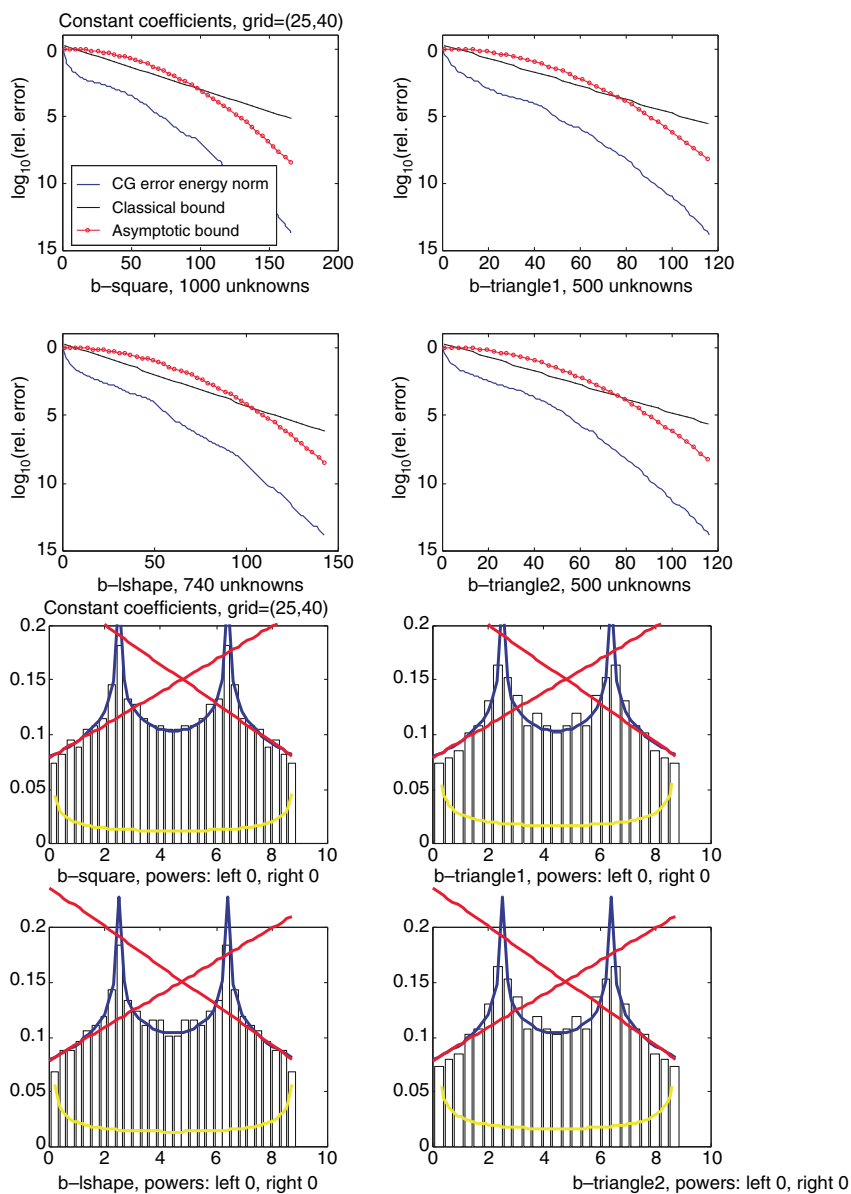 Constant coefficients, grid=(25,40)
0
5
10
15
log10(rel. error)
CG error energy norm
Classical bound
Asymptotic bound
0 50 100 150 200
b–square, 1000 unknowns
0
5
10
15
log10(rel. error)
0 20 40 60 80 100 120
b–triangle1, 500 unknowns
0
5
10
15
log10(rel. error)
0 50 100 150
b–lshape, 740 unknowns
0
5
10
15
log10(rel. error)
0 20 40 60 80 100 120
b–triangle2, 500 unknowns
Constant coefficients, grid=(25,40)
0.2
0.15
0.1
0.05
0
0 2 4 6 8 10
b–square, powers: left 0, right 0
0.2
0.15
0.1
0.05
0
0 2 4 6 8 10
b–triangle1, powers: left 0, right 0
0.2
0.15
0.1
0.05
0
0 2 4 6 8 10
b–lshape, powers: left 0, right 0
0.2
0.15
0.1
0.05
0
0 2 4 6 8 10
b–triangle2, powers: left 0, right 0